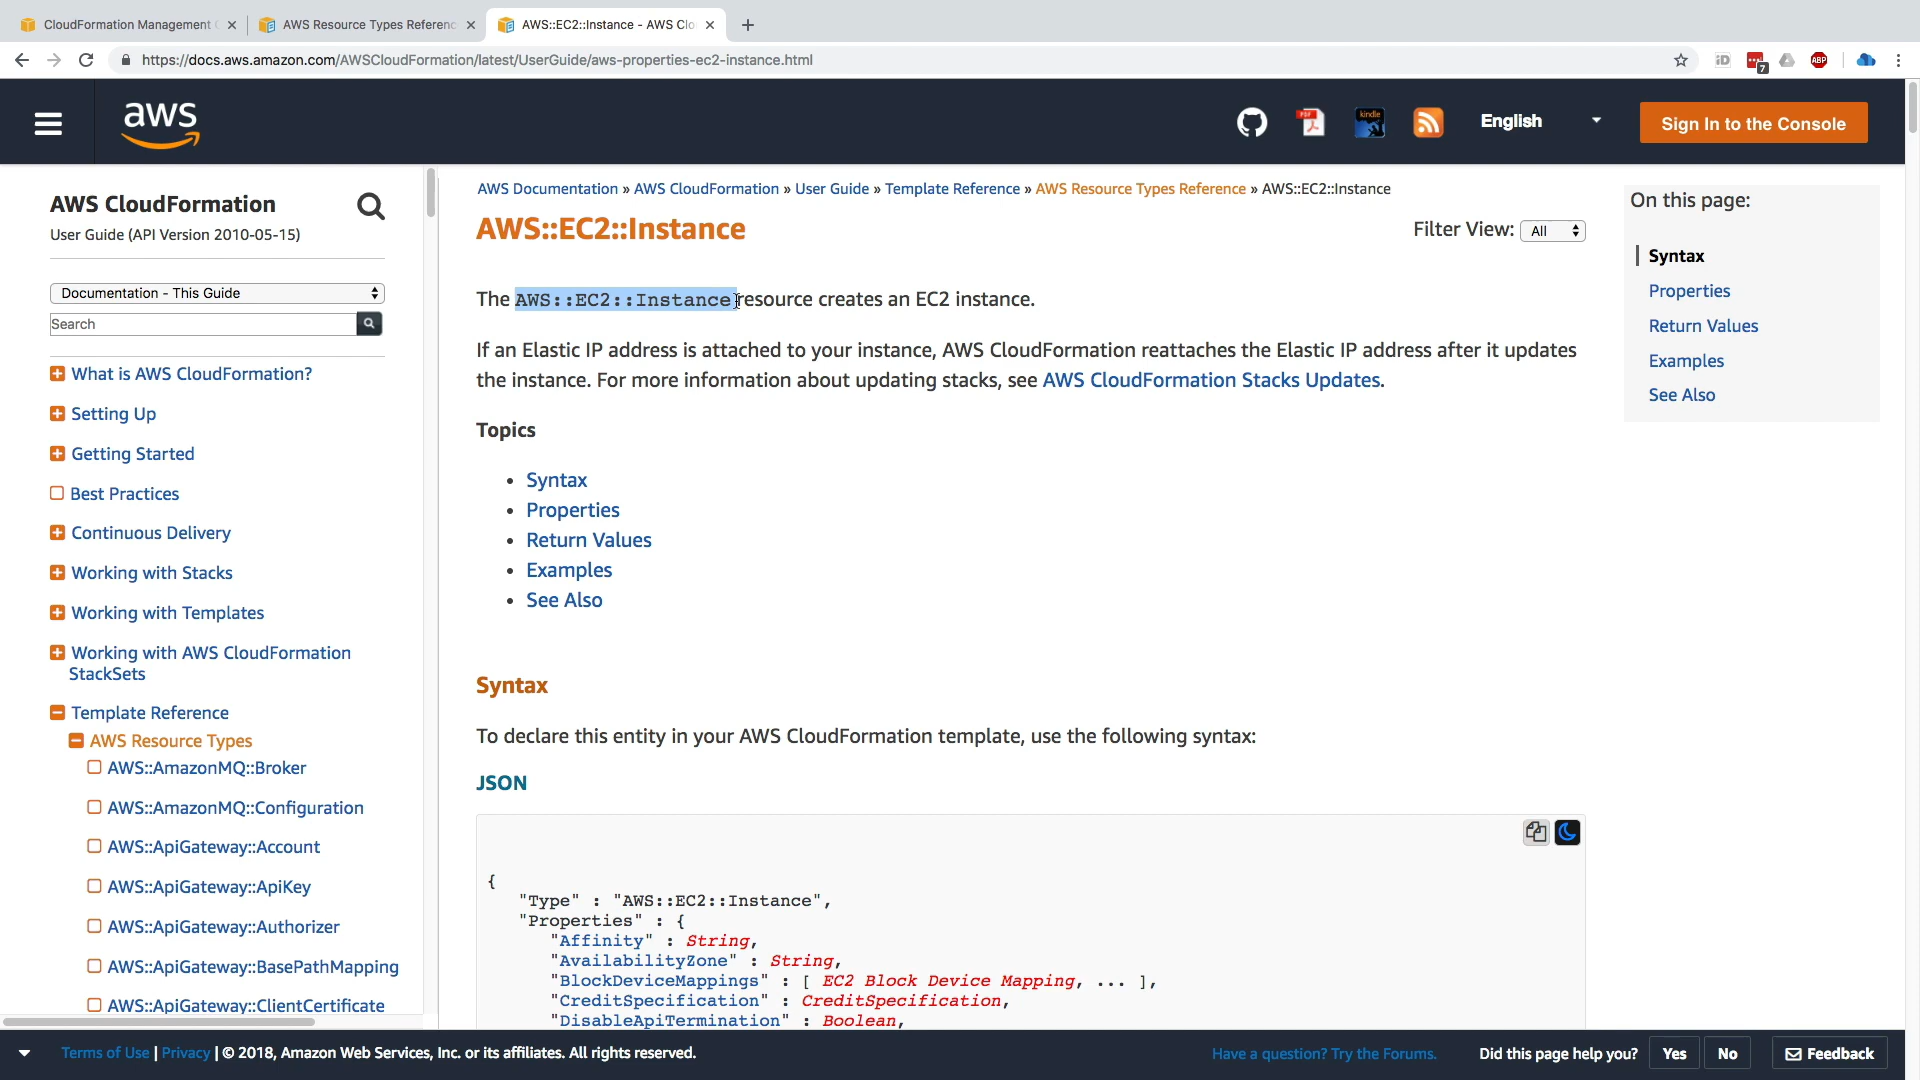 CloudFormation Management
AWS Resource Types Referenc
AWS::EC2::Instance - AWS Clo
https://docs.aws.amazon.com/AWSCloudFormation/latest/UserGuide/aws-properties-ec2-instance.html
iD
7
ABP
aws
PDF
kindle
English
Sign In to the Console
AWS CloudFormation
User Guide (API Version 2010-05-15)
Documentation - This Guide
Search
What is AWS CloudFormation?
Setting Up
Getting Started
Best Practices
Continuous Delivery
Working with Stacks
Working with Templates
Working with AWS CloudFormation
StackSets
Template Reference
AWS Resource Types
AWS::AmazonMQ::Broker
AWS::AmazonMQ::Configuration
AWS::ApiGateway::Account
AWS::ApiGateway::ApiKey
AWS::ApiGateway::Authorizer
AWS::ApiGateway::BasePathMapping
AWS::ApiGateway::ClientCertificate
AWS Documentation » AWS CloudFormation » User Guide » Template Reference » AWS Resource Types Reference » AWS::EC2::Instance
AWS::EC2::Instance
Filter View: All
The AWS::EC2::Instance resource creates an EC2 instance.
If an Elastic IP address is attached to your instance, AWS CloudFormation reattaches the Elastic IP address after it updates
the instance. For more information about updating stacks, see AWS CloudFormation Stacks Updates.
Topics
• Syntax
• Properties
• Return Values
• Examples
• See Also
Syntax
To declare this entity in your AWS CloudFormation template, use the following syntax:
JSON
{
"Type" : "AWS::EC2::Instance",
"Properties" : {
"Affinity" : String,
"AvailabilityZone" : String,
"BlockDeviceMappings" : [ EC2 Block Device Mapping, ... ],
"CreditSpecification" : CreditSpecification,
"DisableApiTermination" : Boolean,
On this page:
Syntax
Properties
Return Values
Examples
See Also
Terms of Use | Privacy | © 2018, Amazon Web Services, Inc. or its affiliates. All rights reserved.
Have a question? Try the Forums.
Did this page help you?
Yes
No
Feedback